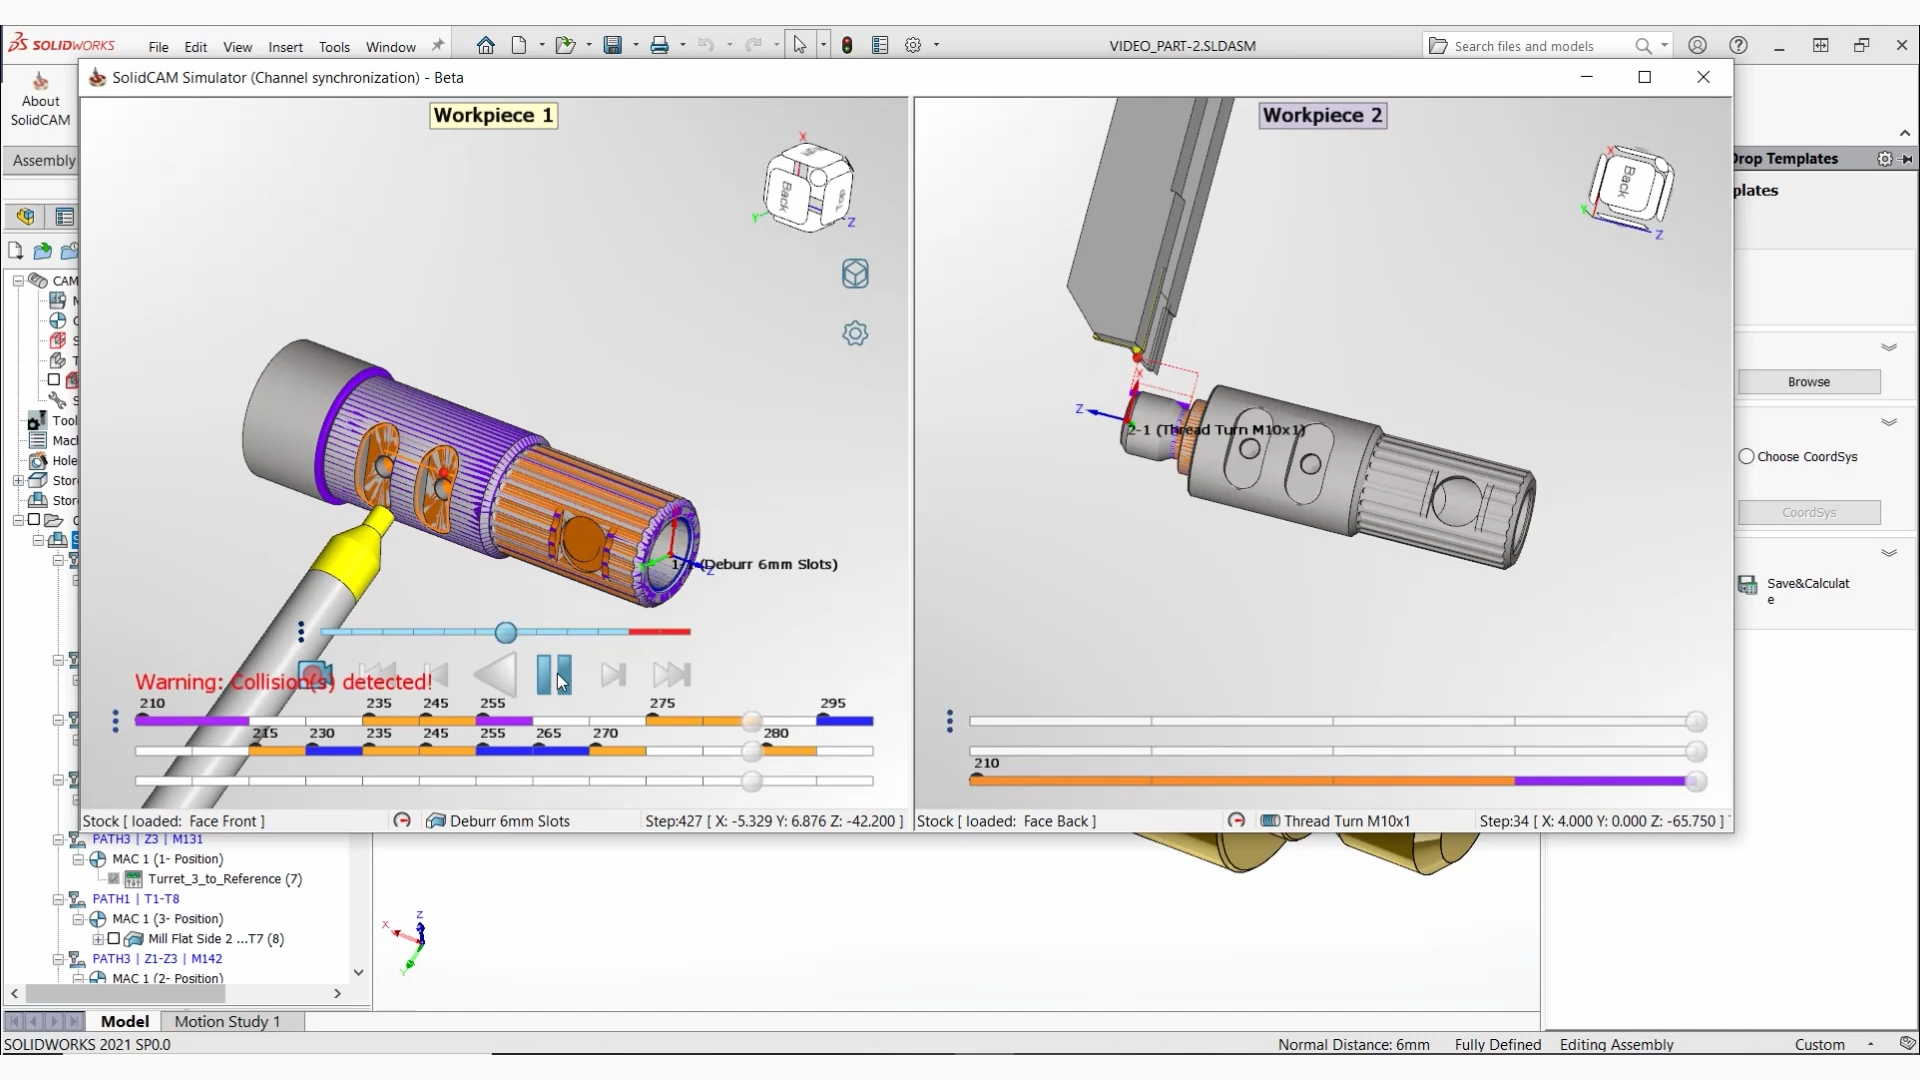 SOLIDWORKS
File Edit View Insert Tools Window
VIDEO_PART-2.SLDASM
Search files and models
SolidCAM Simulator (Channel synchronization) - Beta
About
SolidCAM
Assembly
Workpiece 1
Workpiece 2
Drop Templates
plates
X
Back
Y
Z
X
Back
Y
Z
CAM
Browse
Z
X
2-1 (Thread Turn M10x1)
Tool
Mach
Hole
Stor
Stor
Choose CoordSys
CoordSys
1-1 (Deburr 6mm Slots)
Z
Save&Calculat
e
Warning: Collision(s) detected!
210 235 245 255 275 295
215 230 235 245 255 265 270 280
210
Stock [ loaded: Face Front ] Deburr 6mm Slots Step:427 [ X: -5.329 Y: 6.876 Z: -42.200 ]
Stock [ loaded: Face Back ] Thread Turn M10x1 Step:34 [ X: 4.000 Y: 0.000 Z: -65.750 ]
PATH3 | Z3 | M131
MAC 1 (1- Position)
Turret_3_to_Reference (7)
PATH1 | T1-T8
MAC 1 (3- Position)
Mill Flat Side 2 ...T7 (8)
PATH3 | Z1-Z3 | M142
MAC 1 (2- Position)
Z
X
Y
Model Motion Study 1
SOLIDWORKS 2021 SP0.0
Normal Distance: 6mm Fully Defined Editing Assembly Custom